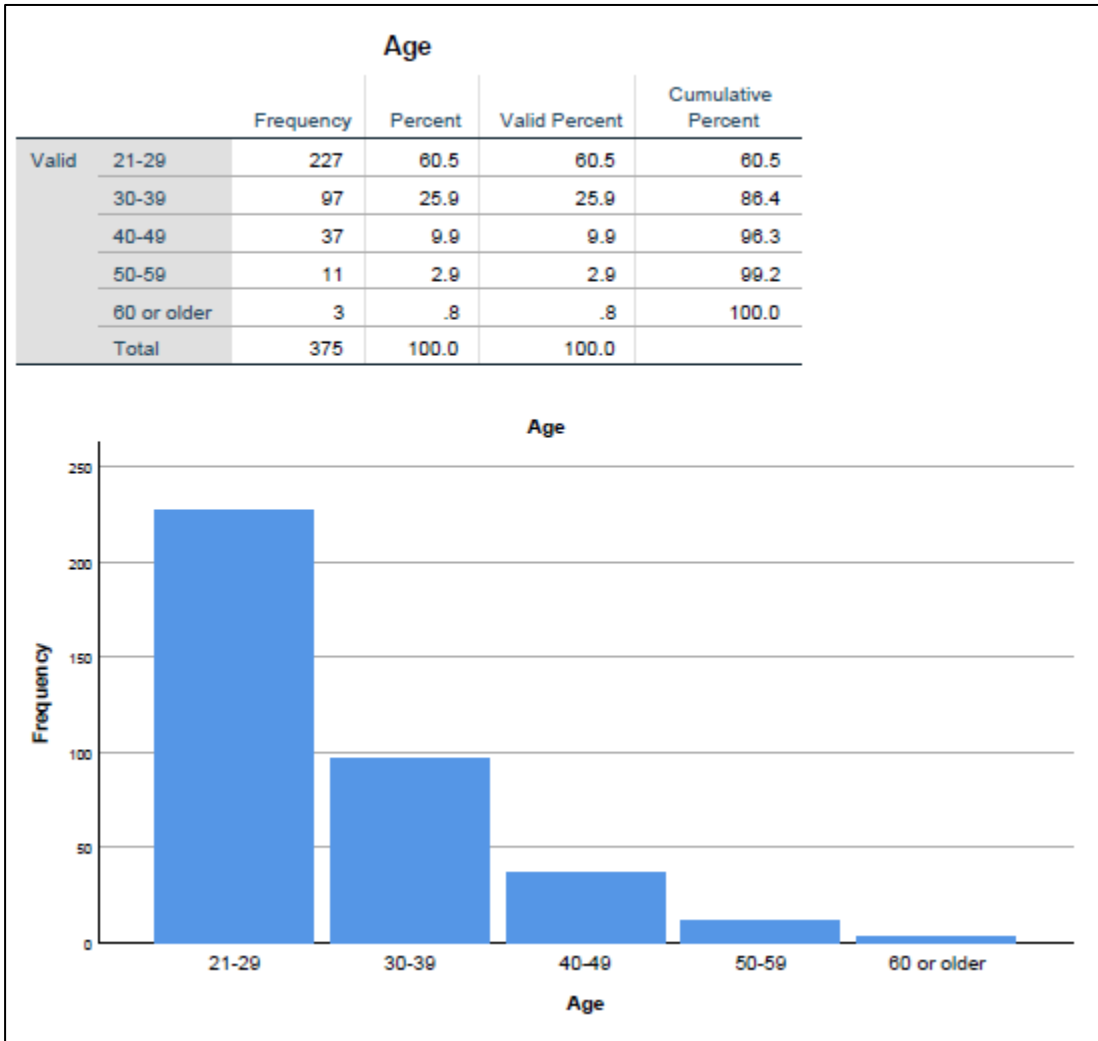 Age
Frequency Percent Valid Percent Cumulative Percent
Valid 21-29 227 60.5 60.5 60.5
30-39 97 25.9 25.9 86.4
40-49 37 9.9 9.9 96.3
50-59 11 2.9 2.9 99.2
60 or older 3 .8 .8 100.0
Total 375 100.0 100.0
Age
250
200
150
100
50
0
Frequency
21-29 30-39 40-49 50-59 60 or older
Age